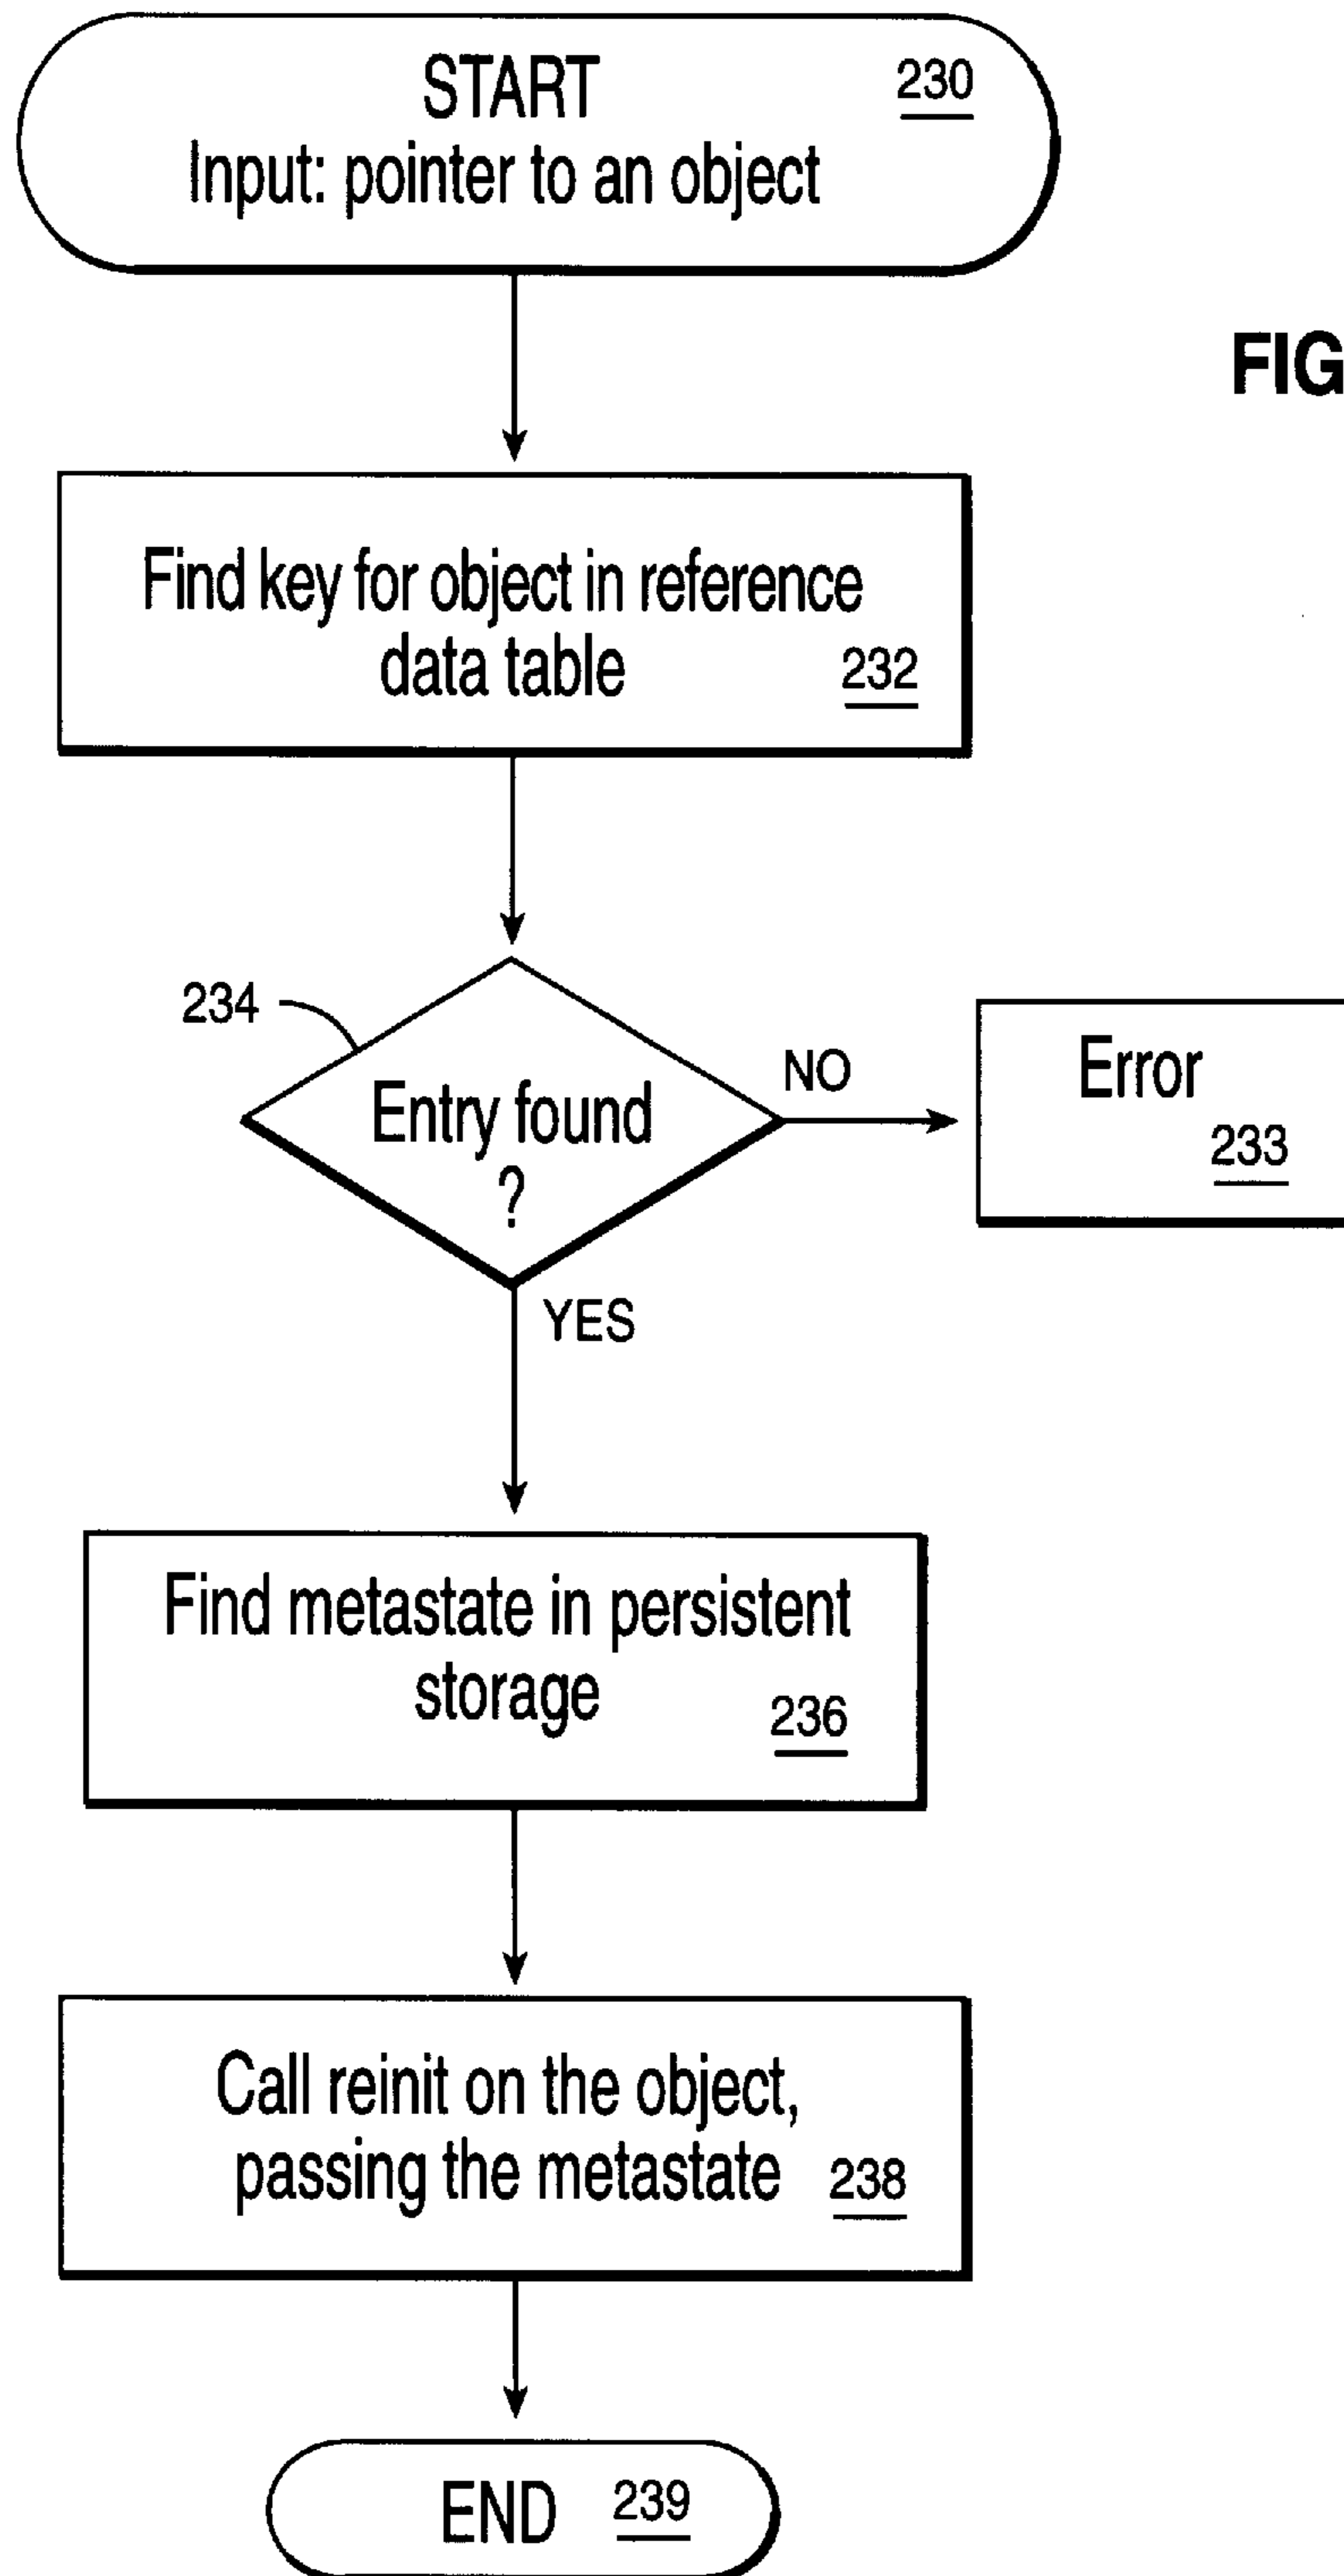 START
230
Input: pointer to an object
FIG
Find key for object in reference
data table
232
234
Entry found
?
NO
Error
233
YES
Find metastate in persistent
storage
236
Call reinit on the object,
passing the metastate
238
END
239